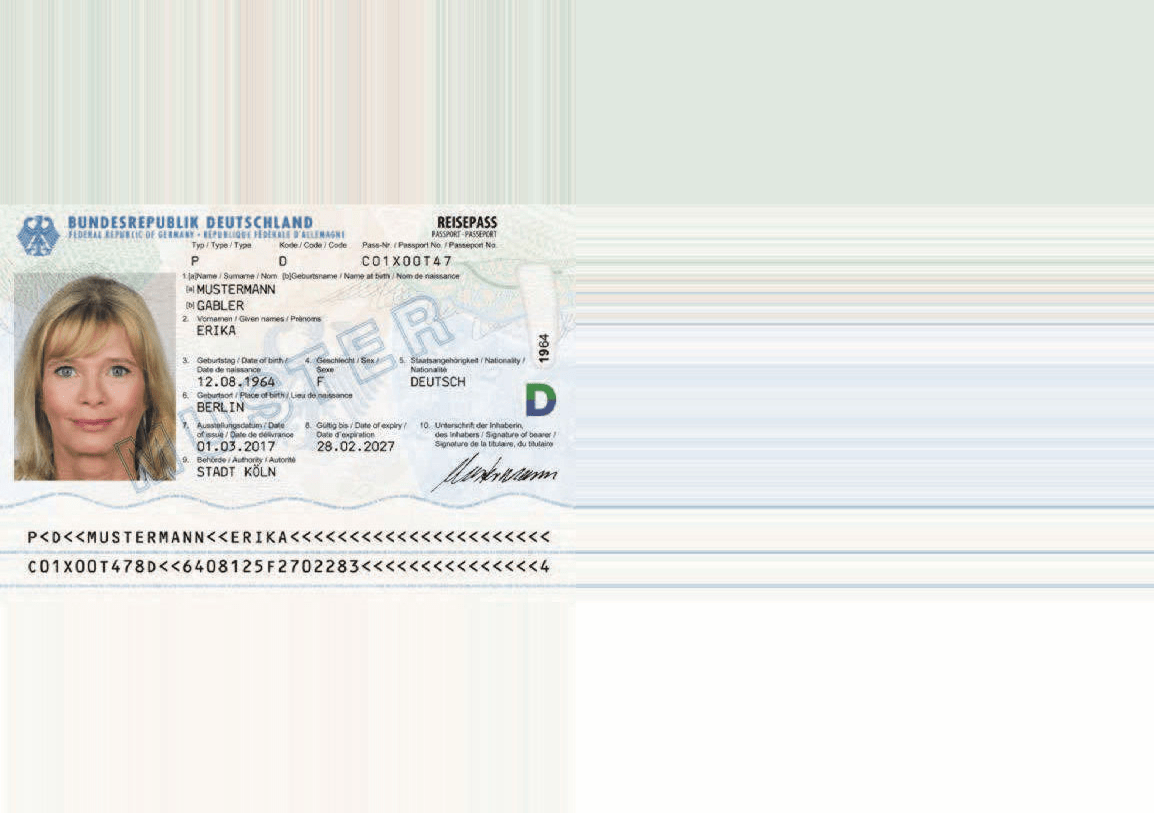 BUNDESREPUBLIK DEUTSCHLAND
REISEPASS
FEDERAL REPUBLIC OF GERMANY • RÉPUBLIQUE FÉDÉRALE D'ALLEMAGNE
PASSPORT · PASSEPORT
Typ / Type / Type Kode / Code / Code Pass-Nr. / Passport No. / Passeport No.
P D C01X00T47
1.[a]Name / Surname / Nom [b]Geburtsname / Name at birth / Nom de naissance
[a] MUSTERMANN
[b] GABLER
2. Vornamen / Given names / Prénoms
ERIKA
3. Geburtstag / Date of birth / 4. Geschlecht / Sex / 5. Staatsangehörigkeit / Nationality /
Date de naissance Sexe Nationalité
12.08.1964 F DEUTSCH
6. Geburtsort / Place of birth / Lieu de naissance
BERLIN
7. Ausstellungsdatum / Date 8. Gültig bis / Date of expiry / 10. Unterschrift der Inhaberin,
of issue / Date de délivrance Date d'expiration des Inhabers / Signature of bearer /
Signature de la titulaire, du titulaire
01.03.2017 28.02.2027
9. Behörde / Authority / Autorité
STADT KÖLN
Mustermann
1964
D
MUSTER
P<D<<MUSTERMANN<<ERIKA<<<<<<<<<<<<<<<<<<<<<<
C01X00T478D<<6408125F2702283<<<<<<<<<<<<<<<4